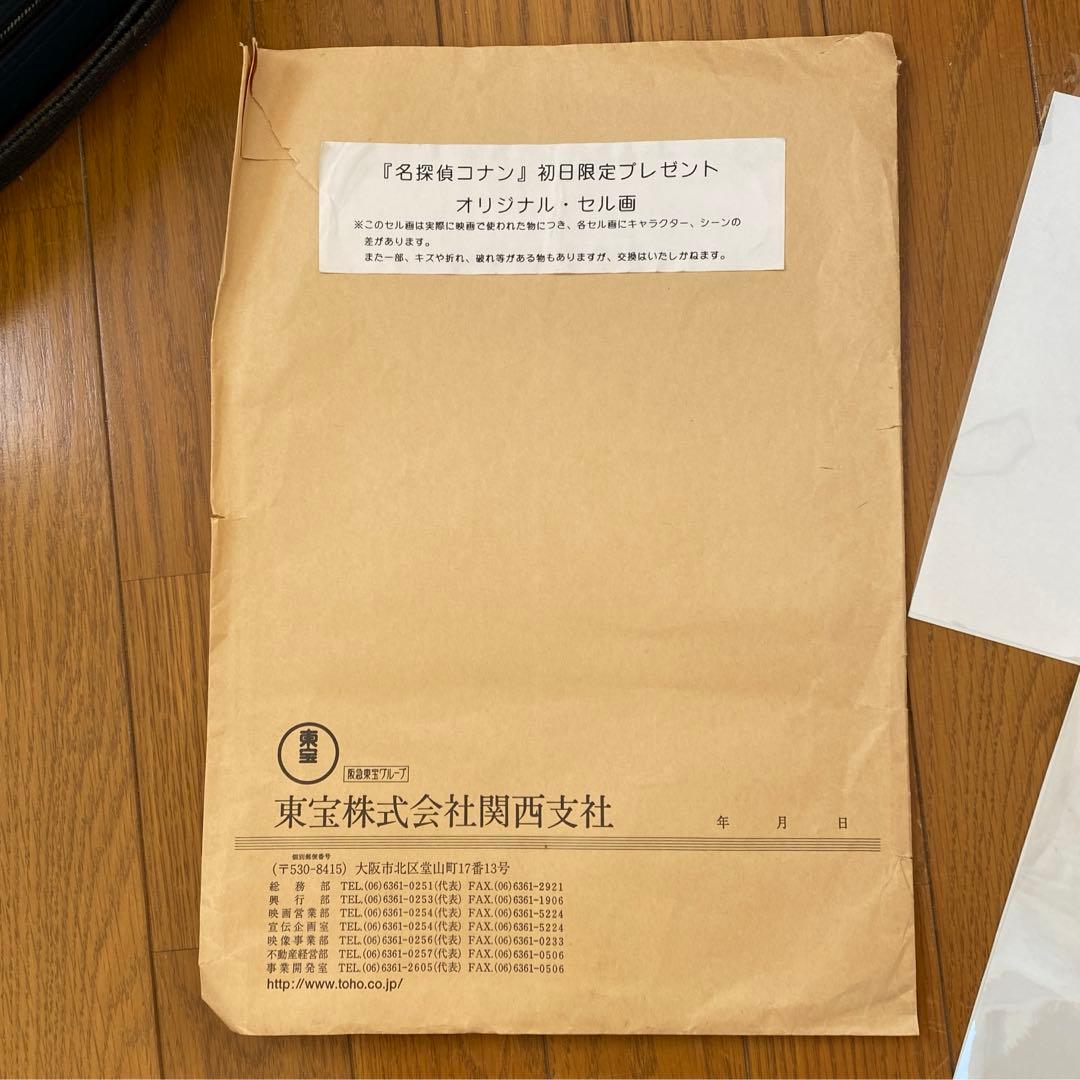 『名探偵コナン』初日限定プレゼント
オリジナル・セル画
※このセル画は実際に映画で使われた物につき、各セル画にキャラクター、シーンの
差があります。
また一部、キズや折れ、破れ等がある物もありますが、交換はいたしかねます。
東宝
阪急東宝グループ
東宝株式会社関西支社
年 月 日
個別郵便番号
(〒530-8415) 大阪市北区堂山町17番13号
総務部 TEL.(06)6361-0251(代表) FAX.(06)6361-2921
興行部 TEL.(06)6361-0253(代表) FAX.(06)6361-1906
映画営業部 TEL.(06)6361-0254(代表) FAX.(06)6361-5224
宣伝企画室 TEL.(06)6361-0254(代表) FAX.(06)6361-5224
映像事業部 TEL.(06)6361-0256(代表) FAX.(06)6361-0233
不動産経営部 TEL.(06)6361-0257(代表) FAX.(06)6361-0506
事業開発室 TEL.(06)6361-2605(代表) FAX.(06)6361-0506
http://www.toho.co.jp/